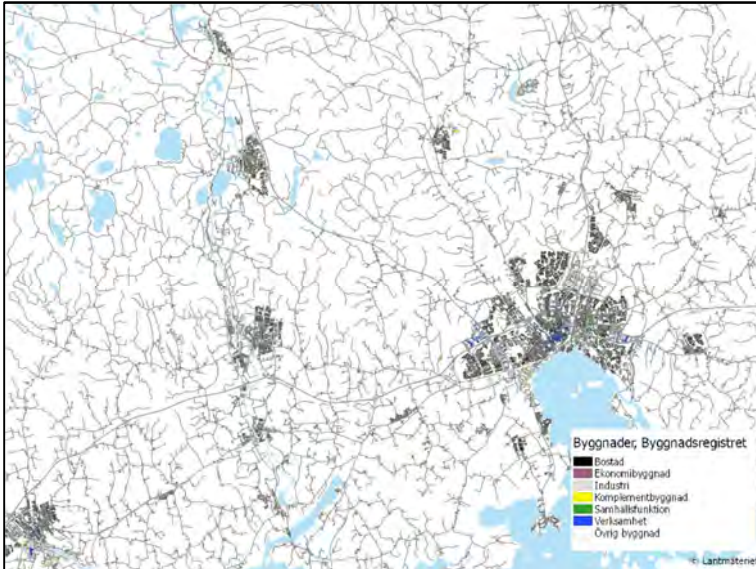 Byggnader, Byggnadsregistret
Bostad
Ekonomibyggnad
Industri
Komplementbyggnad
Samhällsfunktion
Verksamhet
Övrig byggnad
© Lantmäteriet